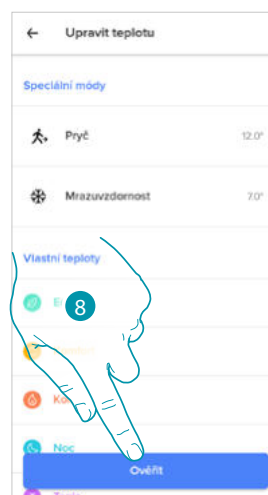 ← Upravit teplotu
Speciální módy
Pryč 12.0°
Mrazuvzdornost 7.0°
Vlastní teploty
8
Noc
Ověřit